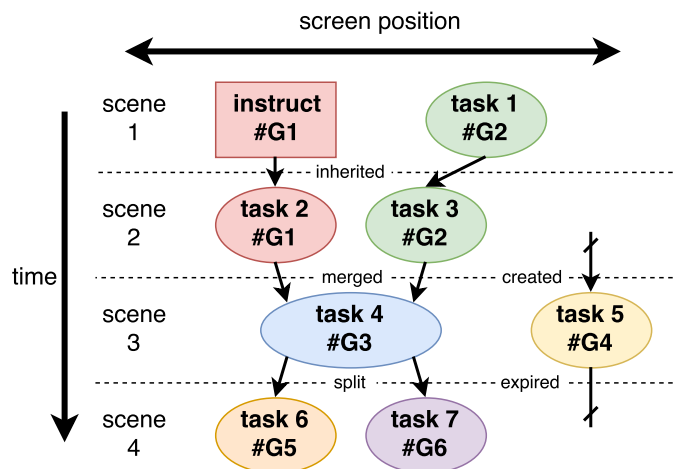 screen position
time
scene
1
instruct
#G1
task 1
#G2
inherited
scene
2
task 2
#G1
task 3
#G2
merged
created
scene
3
task 4
#G3
task 5
#G4
split
expired
scene
4
task 6
#G5
task 7
#G6